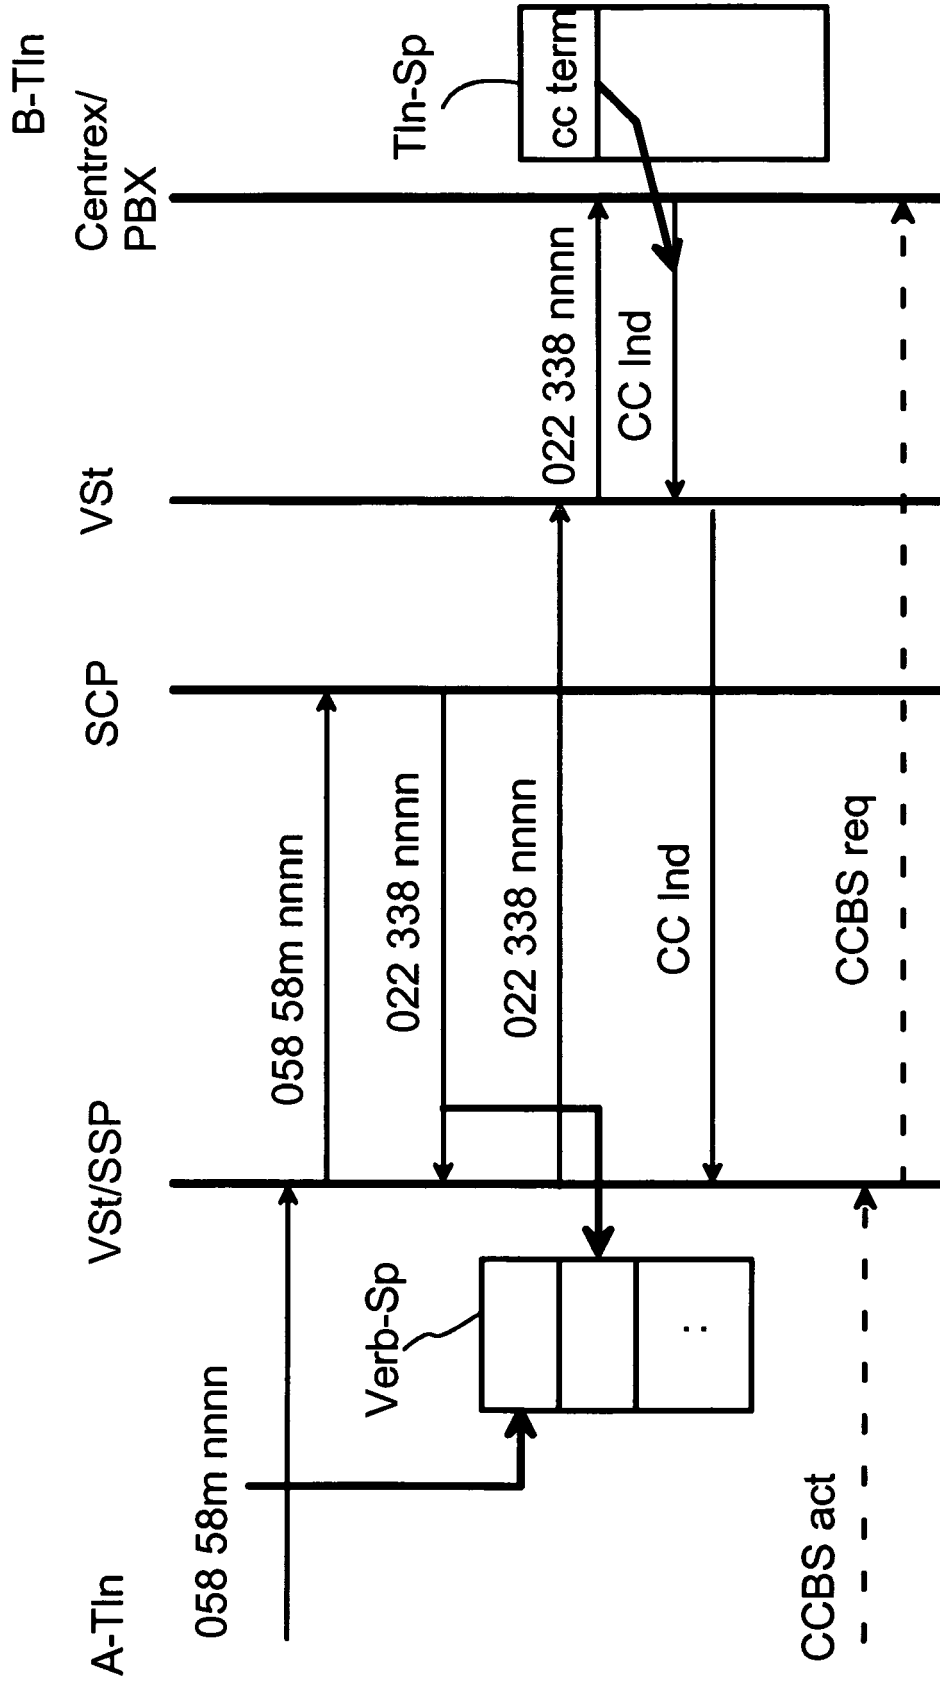 A-Tln
VSt/SSP
SCP
VSt
Centrex/
PBX
B-Tln
058 58m nnnn
058 58m nnnn
Verb-Sp
022 338 nnnn
Tln-Sp
022 338 nnnn
022 338 nnnn
cc term
CC Ind
CC Ind
:
CCBS act
CCBS req